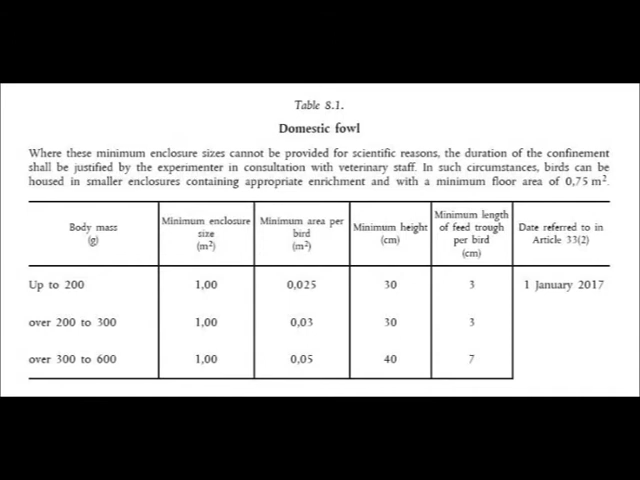 Table 8.1.
Domestic fowl
Where these minimum enclosure sizes cannot be provided for scientific reasons, the duration of the confinement
shall be justified by the experimenter in consultation with veterinary staff. In such circumstances, birds can be
housed in smaller enclosures containing appropriate enrichment and with a minimum floor area of 0,75 m².
Body mass
(g)
Minimum enclosure
size
(m²)
Minimum area per
bird
(m²)
Minimum height
(cm)
Minimum length
of feed trough
per bird
(cm)
Date referred to in
Article 33(2)
Up to 200 1,00 0,025 30 3 1 January 2017
over 200 to 300 1,00 0,03 30 3
over 300 to 600 1,00 0,05 40 7